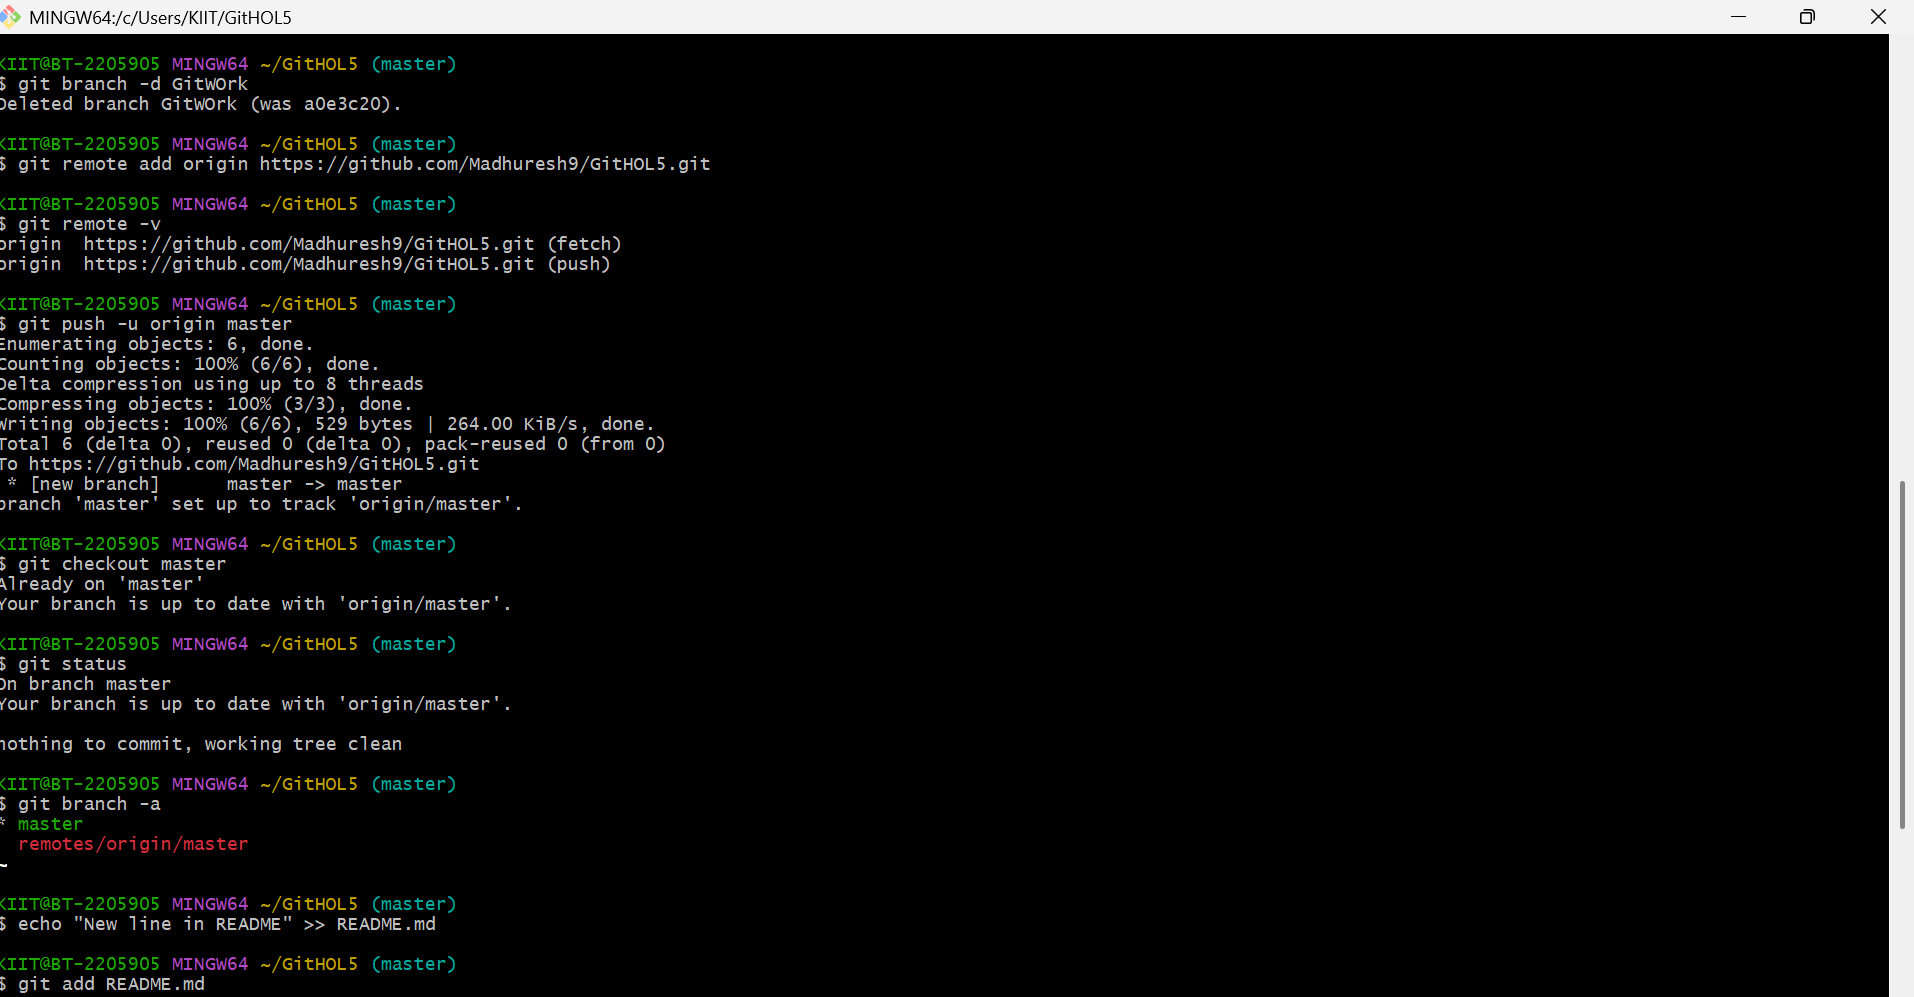 MINGW64:/c/Users/KIIT/GitHOL5
KIIT@BT-2205905 MINGW64 ~/GitHOL5 (master)
$ git branch -d GitWOrk
Deleted branch GitWOrk (was a0e3c20).
KIIT@BT-2205905 MINGW64 ~/GitHOL5 (master)
$ git remote add origin https://github.com/Madhuresh9/GitHOL5.git
KIIT@BT-2205905 MINGW64 ~/GitHOL5 (master)
$ git remote -v
origin  https://github.com/Madhuresh9/GitHOL5.git (fetch)
origin  https://github.com/Madhuresh9/GitHOL5.git (push)
KIIT@BT-2205905 MINGW64 ~/GitHOL5 (master)
$ git push -u origin master
Enumerating objects: 6, done.
Counting objects: 100% (6/6), done.
Delta compression using up to 8 threads
Compressing objects: 100% (3/3), done.
Writing objects: 100% (6/6), 529 bytes | 264.00 KiB/s, done.
Total 6 (delta 0), reused 0 (delta 0), pack-reused 0 (from 0)
To https://github.com/Madhuresh9/GitHOL5.git
 * [new branch]      master -> master
branch 'master' set up to track 'origin/master'.
KIIT@BT-2205905 MINGW64 ~/GitHOL5 (master)
$ git checkout master
Already on 'master'
Your branch is up to date with 'origin/master'.
KIIT@BT-2205905 MINGW64 ~/GitHOL5 (master)
$ git status
On branch master
Your branch is up to date with 'origin/master'.
nothing to commit, working tree clean
KIIT@BT-2205905 MINGW64 ~/GitHOL5 (master)
$ git branch -a
* master
  remotes/origin/master
~
KIIT@BT-2205905 MINGW64 ~/GitHOL5 (master)
$ echo "New line in README" >> README.md
KIIT@BT-2205905 MINGW64 ~/GitHOL5 (master)
$ git add README.md